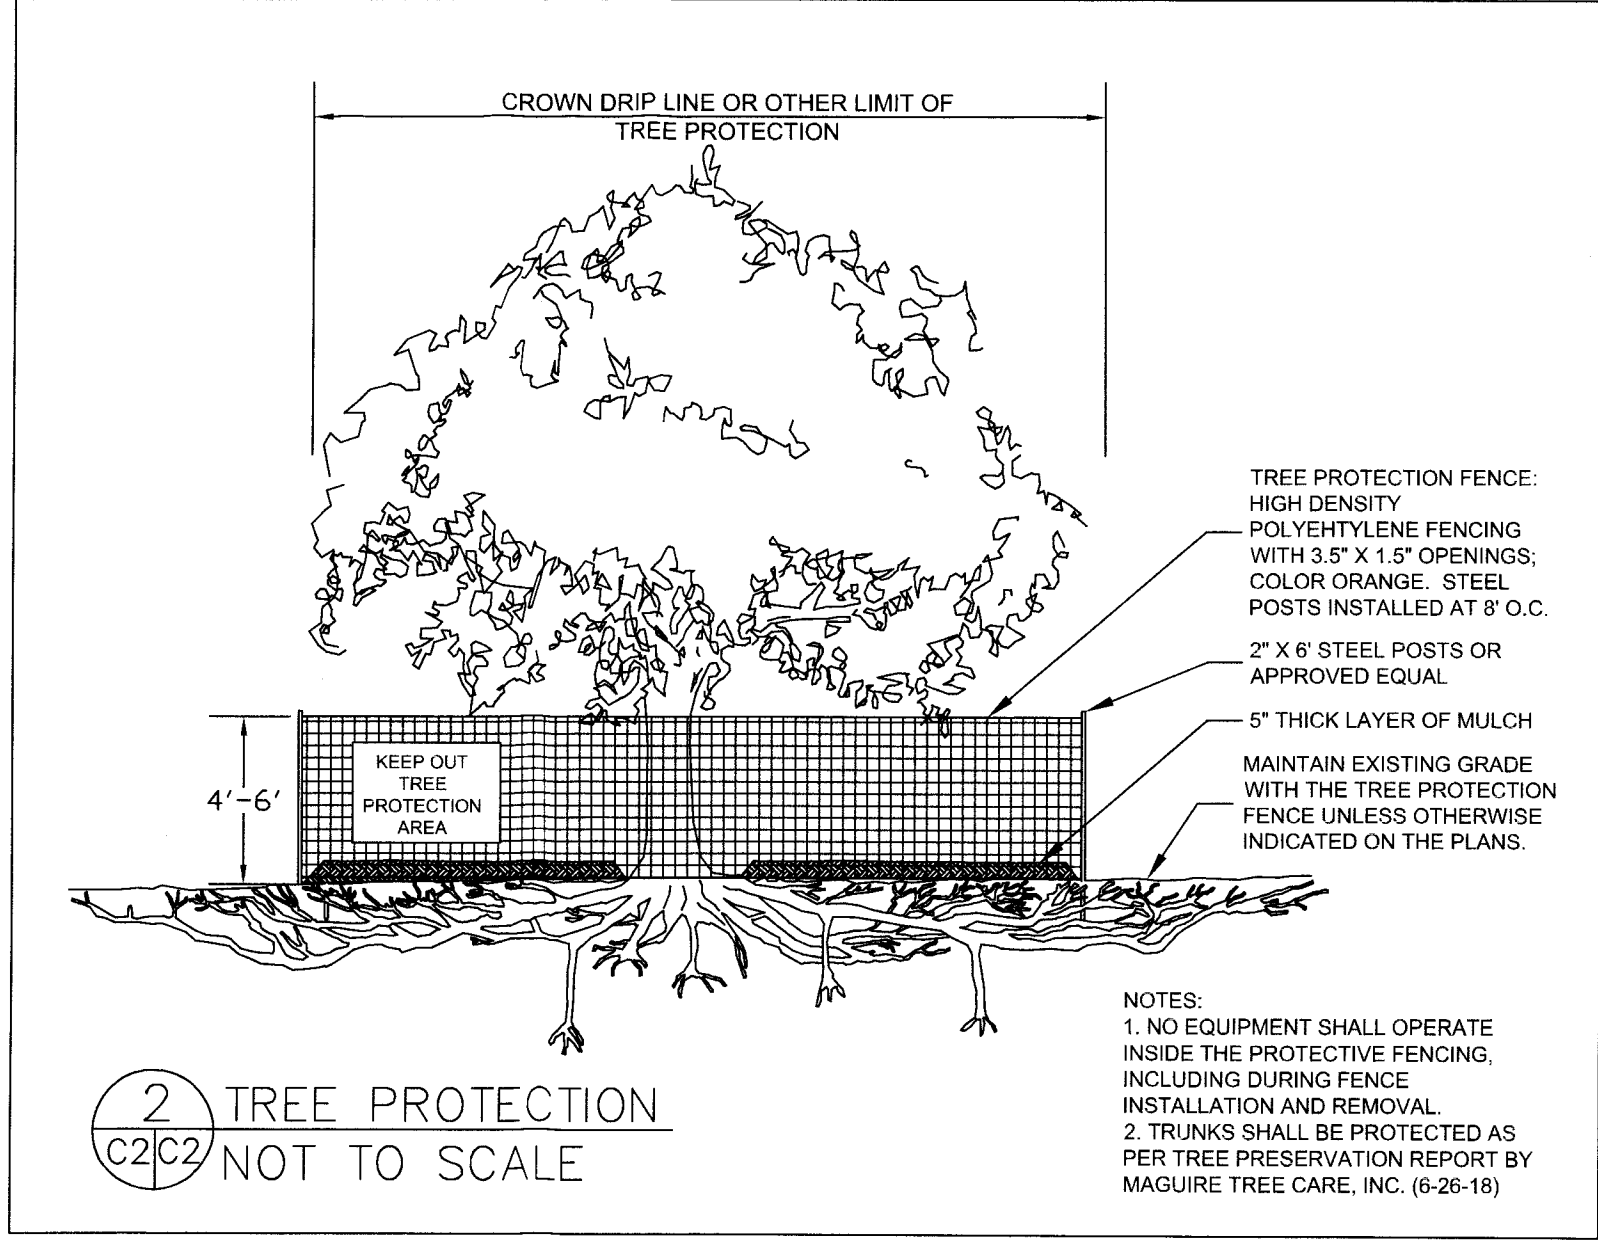 CROWN DRIP LINE OR OTHER LIMIT OF
TREE PROTECTION
TREE PROTECTION FENCE:
HIGH DENSITY
POLYEHTYLENE FENCING
WITH 3.5" X 1.5" OPENINGS;
COLOR ORANGE. STEEL
POSTS INSTALLED AT 8' O.C.
2" X 6' STEEL POSTS OR
APPROVED EQUAL
5" THICK LAYER OF MULCH
MAINTAIN EXISTING GRADE
WITH THE TREE PROTECTION
FENCE UNLESS OTHERWISE
INDICATED ON THE PLANS.
KEEP OUT
TREE
PROTECTION
AREA
4'-6'
NOTES:
1. NO EQUIPMENT SHALL OPERATE
INSIDE THE PROTECTIVE FENCING,
INCLUDING DURING FENCE
INSTALLATION AND REMOVAL.
2. TRUNKS SHALL BE PROTECTED AS
PER TREE PRESERVATION REPORT BY
MAGUIRE TREE CARE, INC. (6-26-18)
2
C2 C2
TREE PROTECTION
NOT TO SCALE